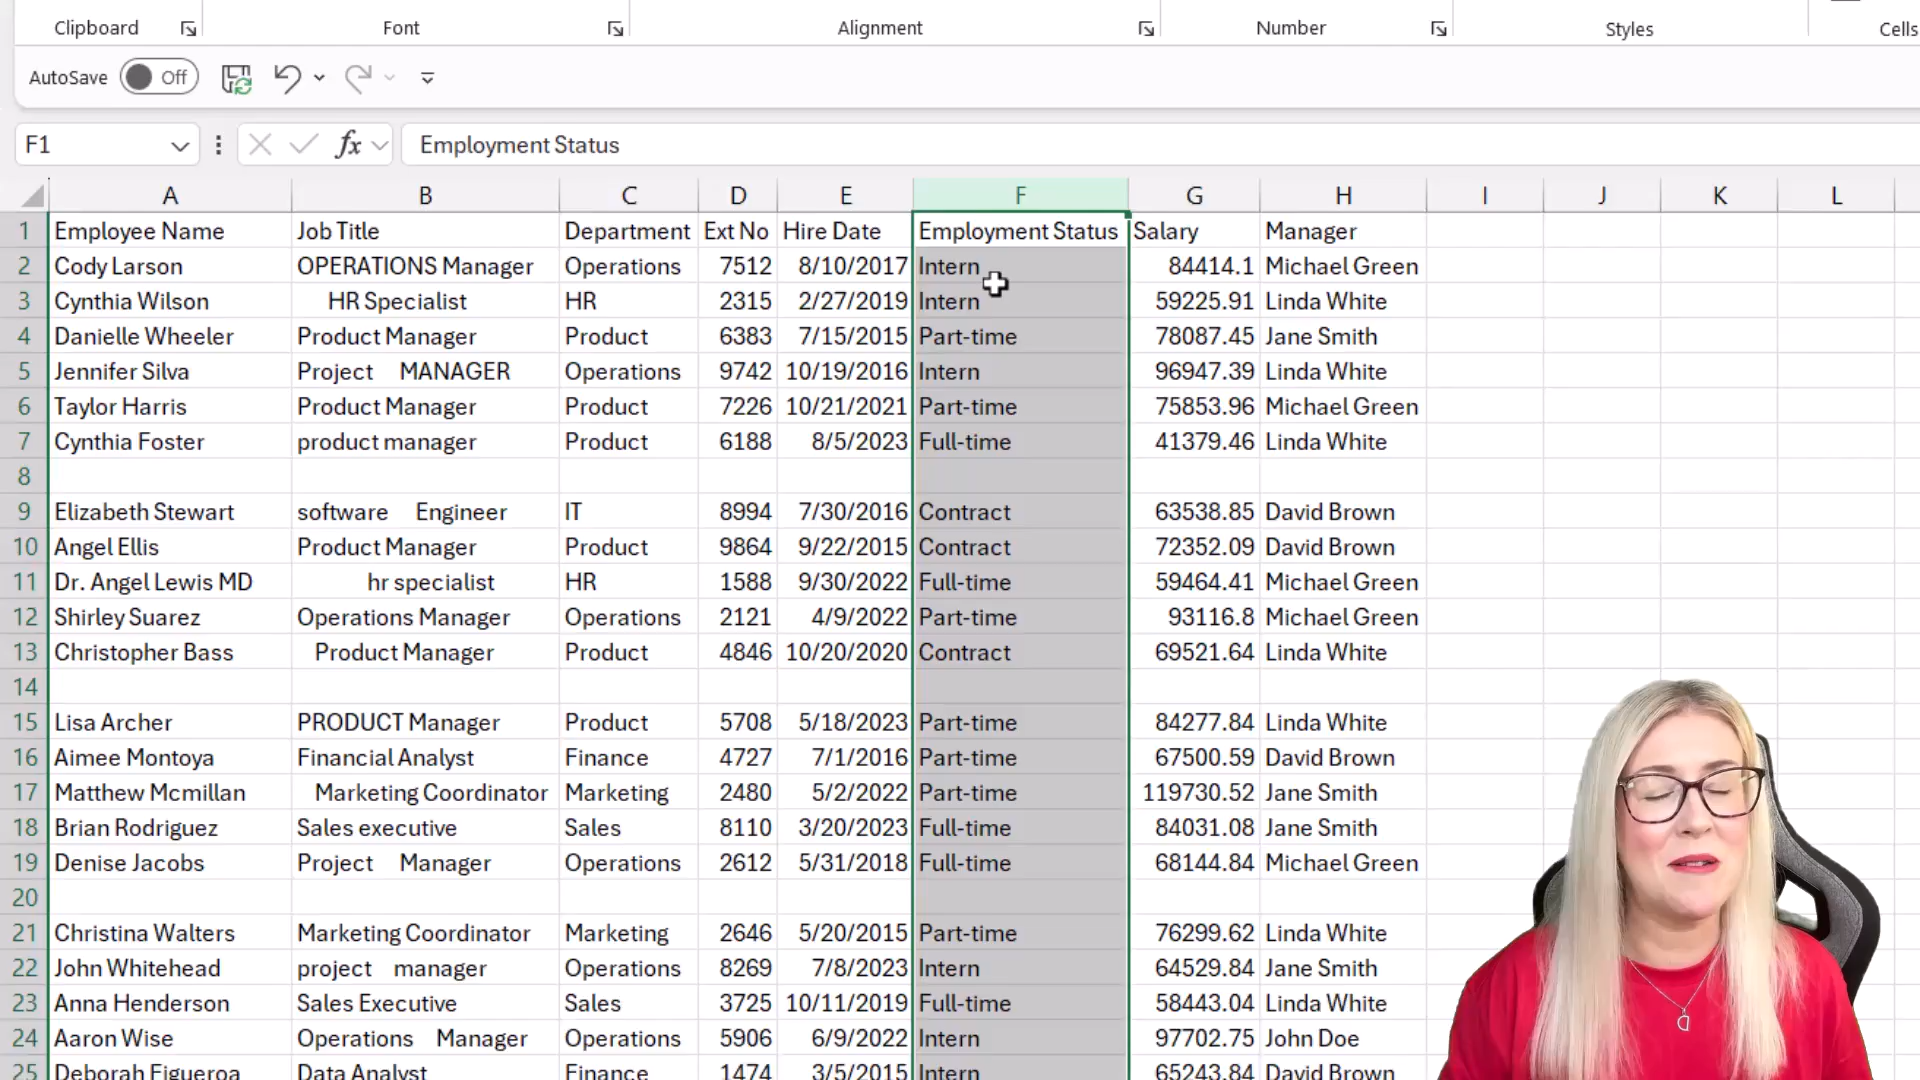 Clipboard Font Alignment Number Styles Cells
AutoSave Off
F1 fx Employment Status
A B C D E F G H I J K L
1 Employee Name Job Title Department Ext No Hire Date Employment Status Salary Manager
2 Cody Larson OPERATIONS Manager Operations 7512 8/10/2017 Intern 84414.1 Michael Green
3 Cynthia Wilson HR Specialist HR 2315 2/27/2019 Intern 59225.91 Linda White
4 Danielle Wheeler Product Manager Product 6383 7/15/2015 Part-time 78087.45 Jane Smith
5 Jennifer Silva Project MANAGER Operations 9742 10/19/2016 Intern 96947.39 Linda White
6 Taylor Harris Product Manager Product 7226 10/21/2021 Part-time 75853.96 Michael Green
7 Cynthia Foster product manager Product 6188 8/5/2023 Full-time 41379.46 Linda White
8
9 Elizabeth Stewart software Engineer IT 8994 7/30/2016 Contract 63538.85 David Brown
10 Angel Ellis Product Manager Product 9864 9/22/2015 Contract 72352.09 David Brown
11 Dr. Angel Lewis MD hr specialist HR 1588 9/30/2022 Full-time 59464.41 Michael Green
12 Shirley Suarez Operations Manager Operations 2121 4/9/2022 Part-time 93116.8 Michael Green
13 Christopher Bass Product Manager Product 4846 10/20/2020 Contract 69521.64 Linda White
14
15 Lisa Archer PRODUCT Manager Product 5708 5/18/2023 Part-time 84277.84 Linda White
16 Aimee Montoya Financial Analyst Finance 4727 7/1/2016 Part-time 67500.59 David Brown
17 Matthew Mcmillan Marketing Coordinator Marketing 2480 5/2/2022 Part-time 119730.52 Jane Smith
18 Brian Rodriguez Sales executive Sales 8110 3/20/2023 Full-time 84031.08 Jane Smith
19 Denise Jacobs Project Manager Operations 2612 5/31/2018 Full-time 68144.84 Michael Green
20
21 Christina Walters Marketing Coordinator Marketing 2646 5/20/2015 Part-time 76299.62 Linda White
22 John Whitehead project manager Operations 8269 7/8/2023 Intern 64529.84 Jane Smith
23 Anna Henderson Sales Executive Sales 3725 10/11/2019 Full-time 58443.04 Linda White
24 Aaron Wise Operations Manager Operations 5906 6/9/2022 Intern 97702.75 John Doe
25 Deborah Figueroa Data Analyst Finance 1474 3/5/2015 Intern 65243.84 David Brown